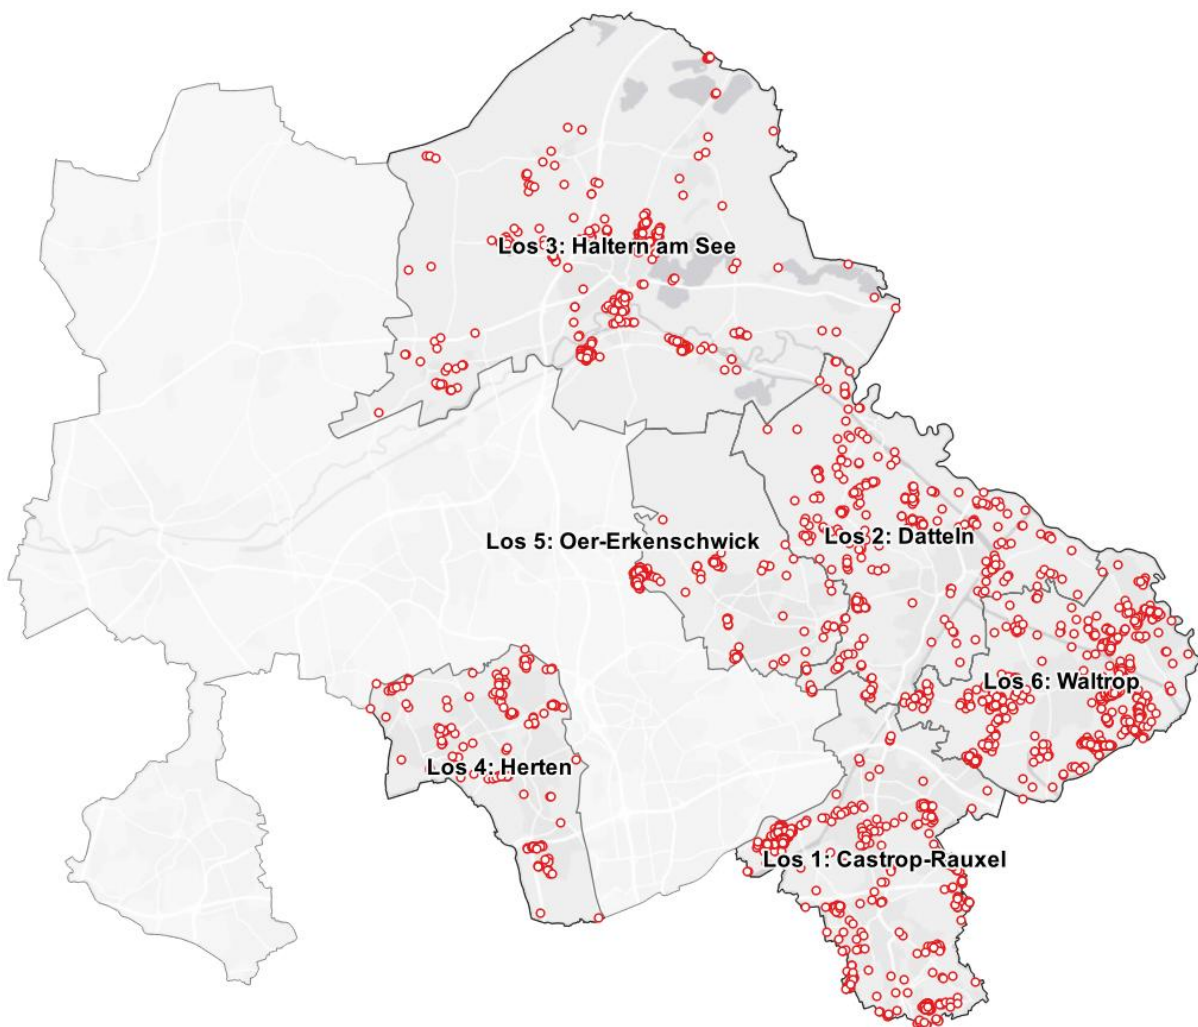 Los 3: Haltern am See
Los 5: Oer-Erkenschwick
Los 2: Datteln
Los 6: Waltrop
Los 4: Herten
Los 1: Castrop-Rauxel